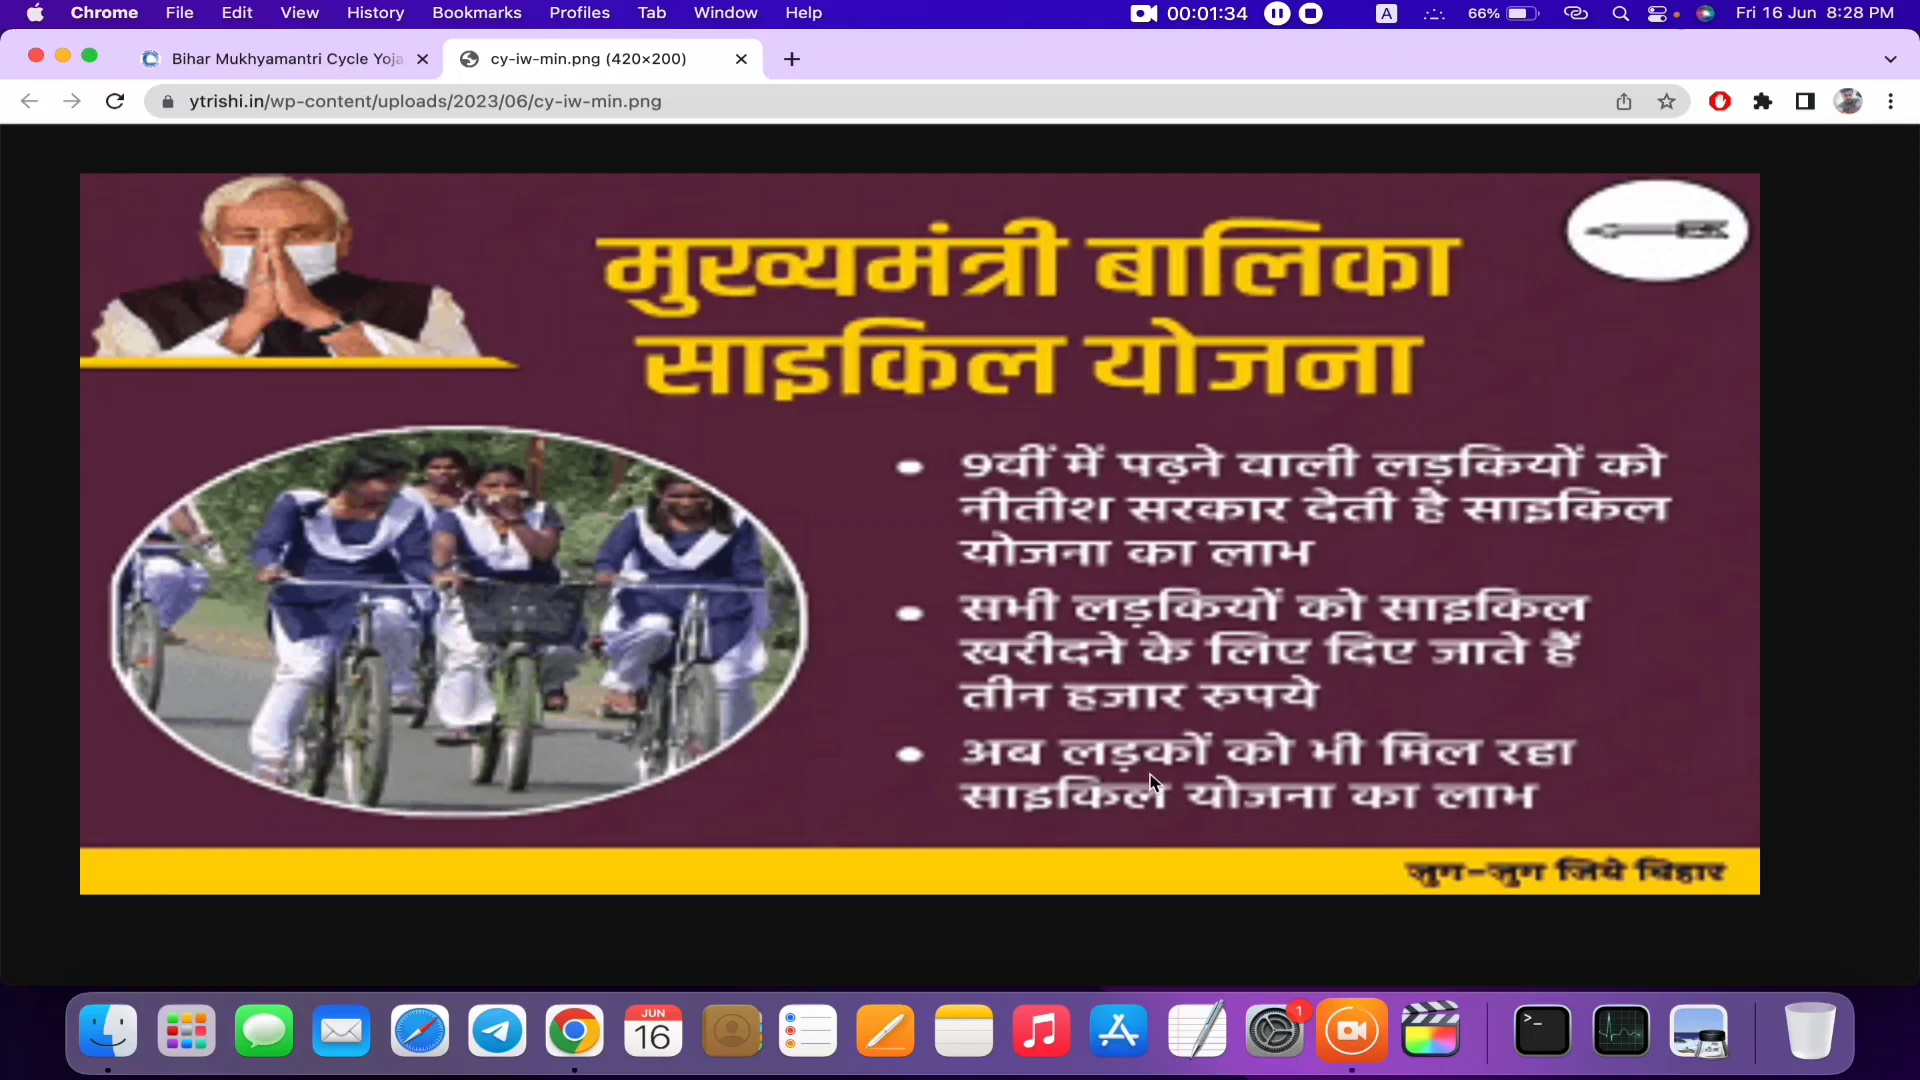 Chrome File Edit View History Bookmarks Profiles Tab Window Help 00:01:34 A 66% Fri 16 Jun 8:28 PM
Bihar Mukhyamantri Cycle Yoja cy-iw-min.png (420×200)
ytrishi.in/wp-content/uploads/2023/06/cy-iw-min.png
मुख्यमंत्री बालिका
साइकिल योजना
• 9वीं में पढ़ने वाली लड़कियों को
नीतीश सरकार देती है साइकिल
योजना का लाभ
• सभी लड़कियों को साइकिल
खरीदने के लिए दिए जाते हैं
तीन हजार रुपये
• अब लड़कों को भी मिल रहा
साइकिल योजना का लाभ
जुग-जुग जिये बिहार
JUN
16
1
>_